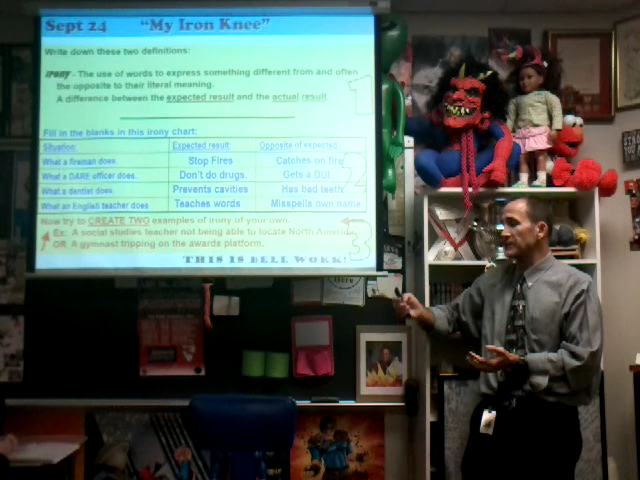 Sept 24 "My Iron Knee"
Write down these two definitions:
Irony - The use of words to express something different from and often
the opposite to their literal meaning.
A difference between the expected result and the actual result.
1
Fill in the blanks in this irony chart:
Situation: Expected result: Opposite of expected
What a fireman does. Stop Fires Catches on fire
What a DARE officer does. Don't do drugs. Gets a DUI
What s dentist does. Prevents cavities Has bad teeth
What an English teacher does Teaches words Misspells own name
2
Now try to CREATE TWO examples of irony of your own.
Ex: A social studies teacher not being able to locate North America
OR A gymnast tripping on the awards platform.
3
THIS IS BELL WORK!